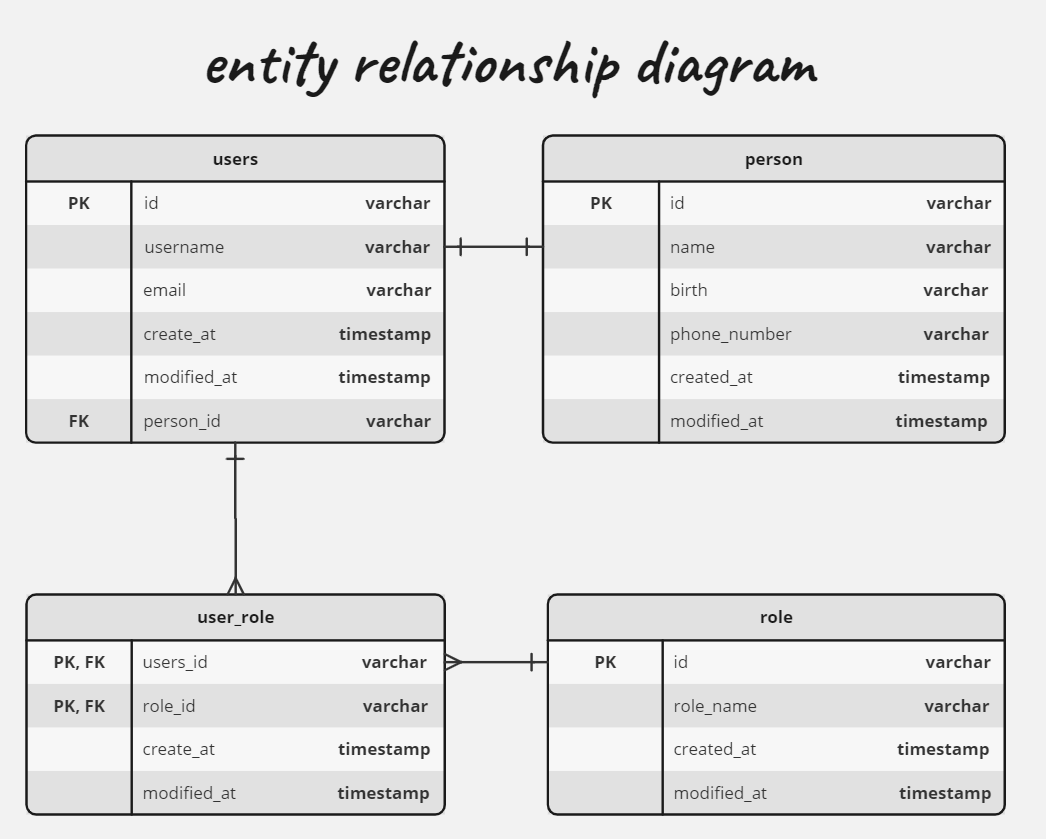 entity relationship diagram
users
PK id varchar
username varchar
email varchar
create_at timestamp
modified_at timestamp
FK person_id varchar
person
PK id varchar
name varchar
birth varchar
phone_number varchar
created_at timestamp
modified_at timestamp
user_role
PK, FK users_id varchar
PK, FK role_id varchar
create_at timestamp
modified_at timestamp
role
PK id varchar
role_name varchar
created_at timestamp
modified_at timestamp